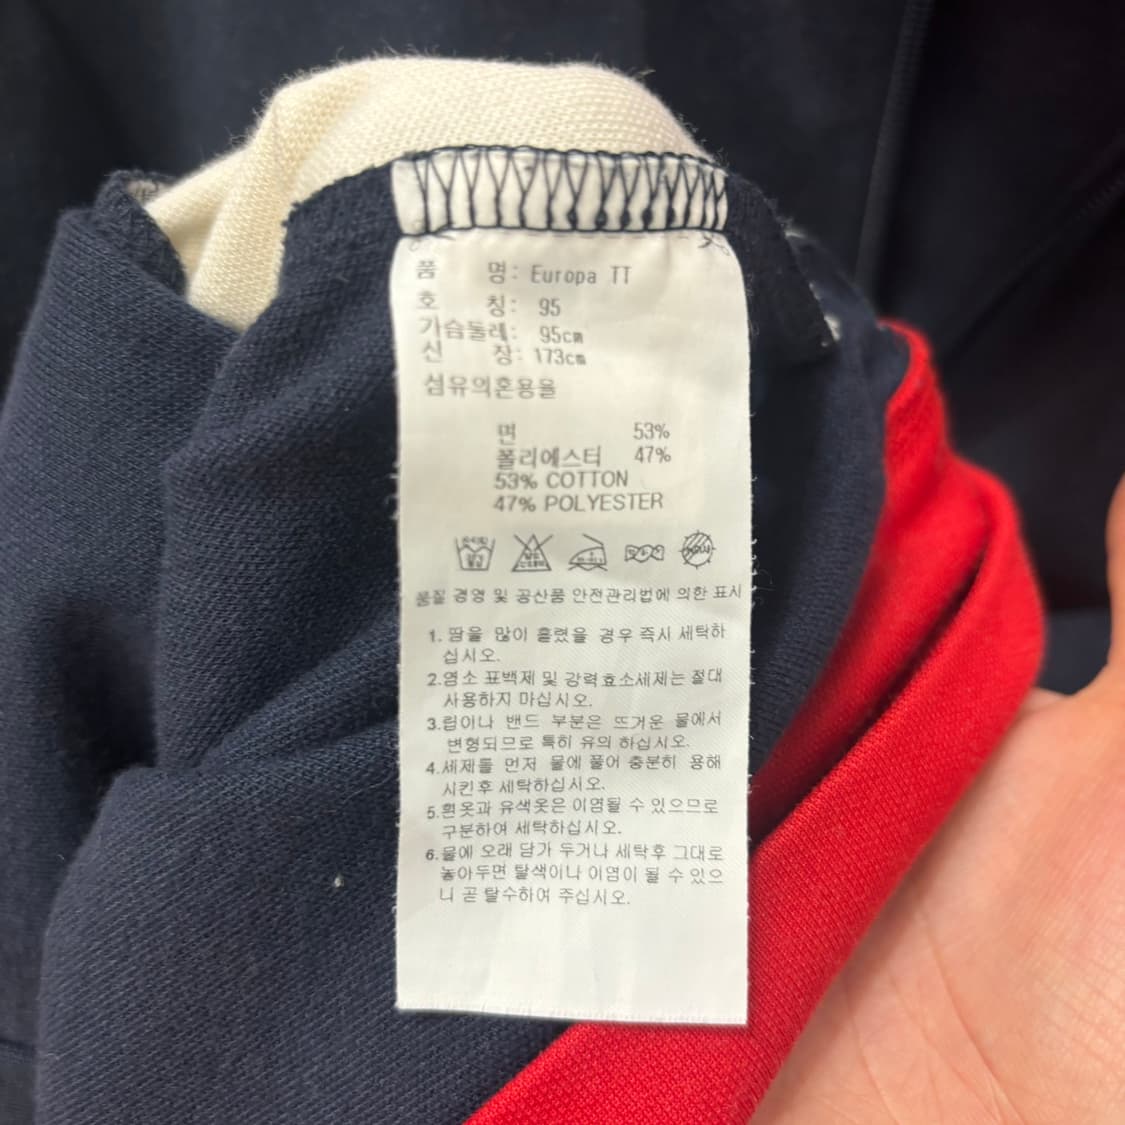 품 명: Europa TT
호 칭: 95
가슴둘레: 95cm
신 장: 173cm
섬유의혼용율
면 53%
폴리에스터 47%
53% COTTON
47% POLYESTER
품질 경영 및 공산품 안전관리법에 의한 표시
1. 땀을 많이 흘렸을 경우 즉시 세탁하
십시오.
2.염소 표백제 및 강력효소세제는 절대
사용하지 마십시오.
3.립이나 밴드 부분은 뜨거운 물에서
변형되므로 특히 유의 하십시오.
4.세제를 먼저 물에 풀어 충분히 용해
시킨후 세탁하십시오.
5.흰옷과 유색옷은 이염될 수 있으므로
구분하여 세탁하십시오.
6.물에 오래 담가 두거나 세탁후 그대로
놓아두면 탈색이나 이염이 될 수 있으
니 곧 탈수하여 주십시오.